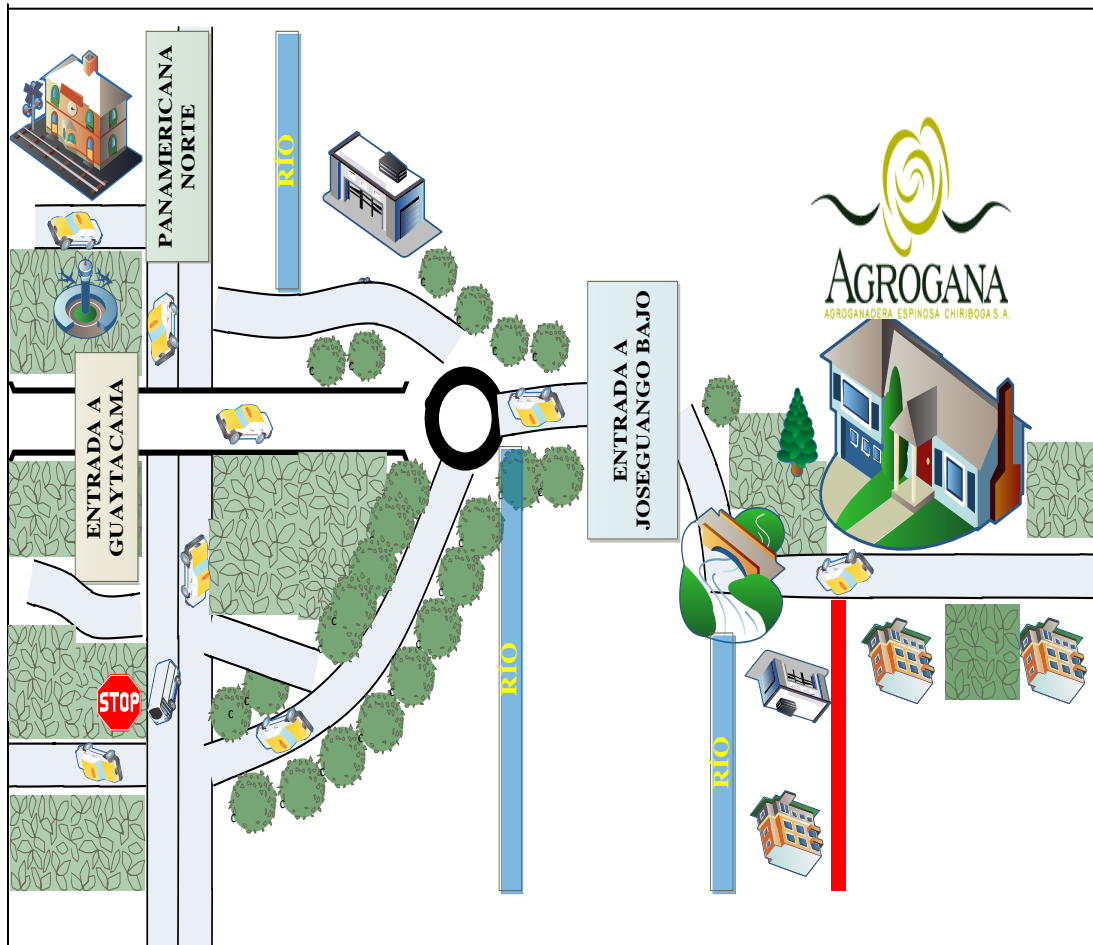 PANAMERICANA
NORTE
RÍO
AGROGANA
AGROGANADERA ESPINOSA CHIRIBOGA S.A.
ENTRADA A
GUAYTACAMA
ENTRADA A
JOSEGUANGO BAJO
STOP
RÍO
RÍO